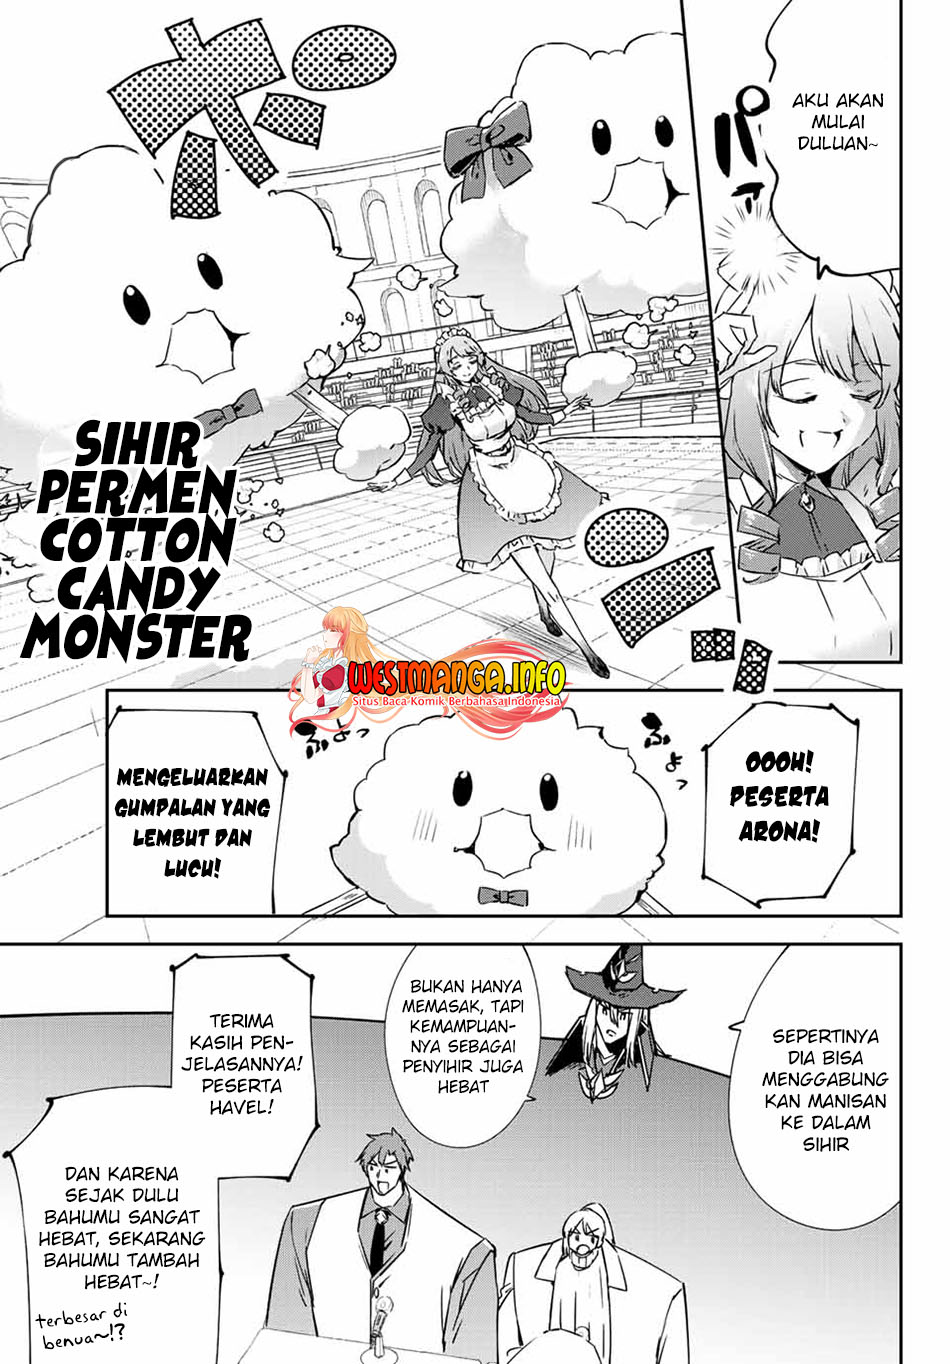 AKU AKAN
MULAI
DULUAN~
パ
ア
ポン
SIHIR
PERMEN
COTTON
CANDY
MONSTER
WESTMANGA.INFO
Situs Baca Komik Berbahasa Indonesia
OOOH!
PESERTA
ARONA!
ふよっ
ふよっ
MENGELUARKAN
GUMPALAN YANG
LEMBUT DAN
LUCU!
SEPERTINYA
DIA BISA
MENGGABUNG
KAN MANISAN
KE DALAM
SIHIR
BUKAN HANYA
MEMASAK, TAPI
KEMAMPUAN-
NYA SEBAGAI
PENYIHIR JUGA
HEBAT
TERIMA
KASIH PEN-
JELASANNYA!
PESERTA
HAVEL!
DAN KARENA
SEJAK DULU
BAHUMU SANGAT
HEBAT, SEKARANG
BAHUMU TAMBAH
HEBAT~!
terbesar di
benua~!?